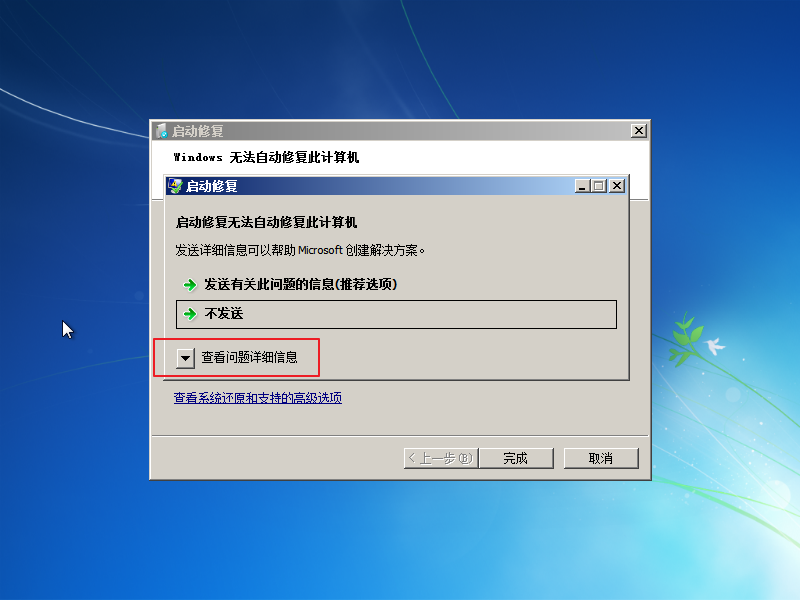 启动修复
Windows 无法自动修复此计算机
启动修复
启动修复无法自动修复此计算机
发送详细信息可以帮助 Microsoft 创建解决方案。
发送有关此问题的信息(推荐选项)
不发送
查看问题详细信息
查看系统还原和支持的高级选项
< 上一步(B)
完成
取消